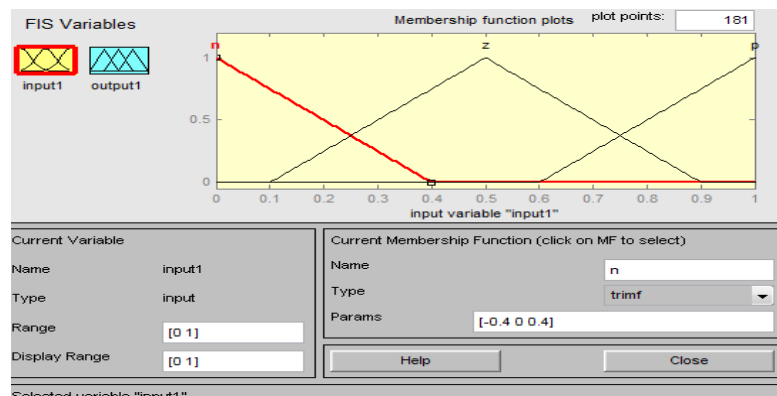 FIS Variables
Membership function plots plot points: 181
input1 output1
n z p
1
0.5
0
0 0.1 0.2 0.3 0.4 0.5 0.6 0.7 0.8 0.9 1
input variable "input1"
Current Variable
Name input1
Type input
Range [0 1]
Display Range [0 1]
Current Membership Function (click on MF to select)
Name n
Type trimf
Params [-0.4 0 0.4]
Help Close
Selected variable "input1"